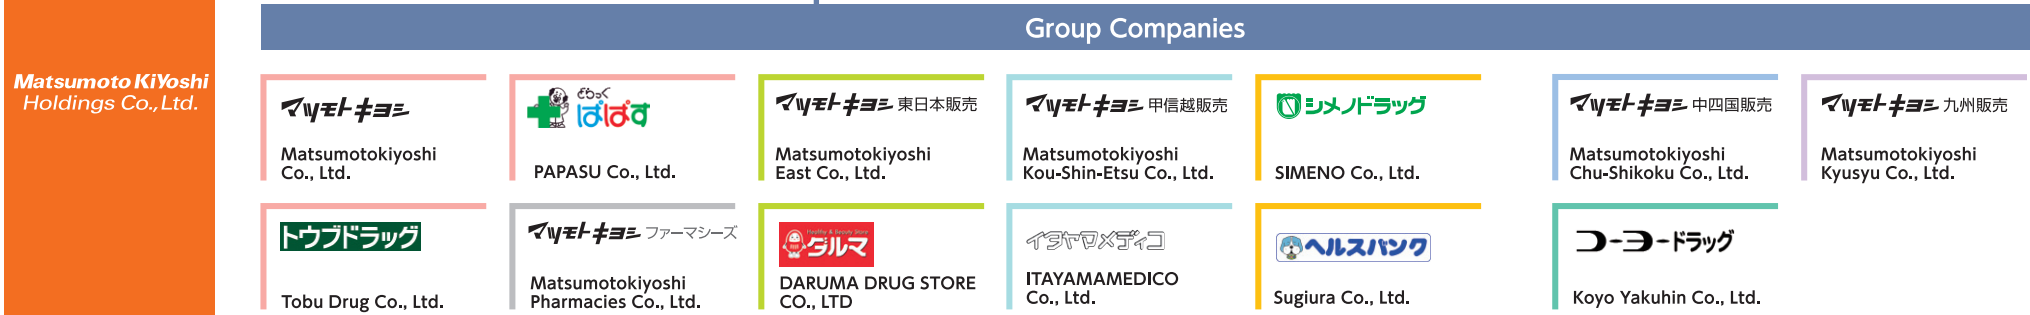 Group Companies
Matsumoto KiYoshi
Holdings Co., Ltd.
マツモトキヨシ
Matsumotokiyoshi
Co., Ltd.
どらっぐ
ぱぱす
PAPASU Co., Ltd.
マツモトキヨシ 東日本販売
Matsumotokiyoshi
East Co., Ltd.
マツモトキヨシ 甲信越販売
Matsumotokiyoshi
Kou-Shin-Etsu Co., Ltd.
シメノドラッグ
SIMENO Co., Ltd.
マツモトキヨシ 中四国販売
Matsumotokiyoshi
Chu-Shikoku Co., Ltd.
マツモトキヨシ 九州販売
Matsumotokiyoshi
Kyusyu Co., Ltd.
トウブドラッグ
Tobu Drug Co., Ltd.
マツモトキヨシ ファーマシーズ
Matsumotokiyoshi
Pharmacies Co., Ltd.
Healthy & Beauty Store
ダルマ
DARUMA DRUG STORE
CO., LTD
イタヤマメディコ
ITAYAMAMEDICO
Co., Ltd.
ヘルスバンク
Sugiura Co., Ltd.
コーヨードラッグ
Koyo Yakuhin Co., Ltd.